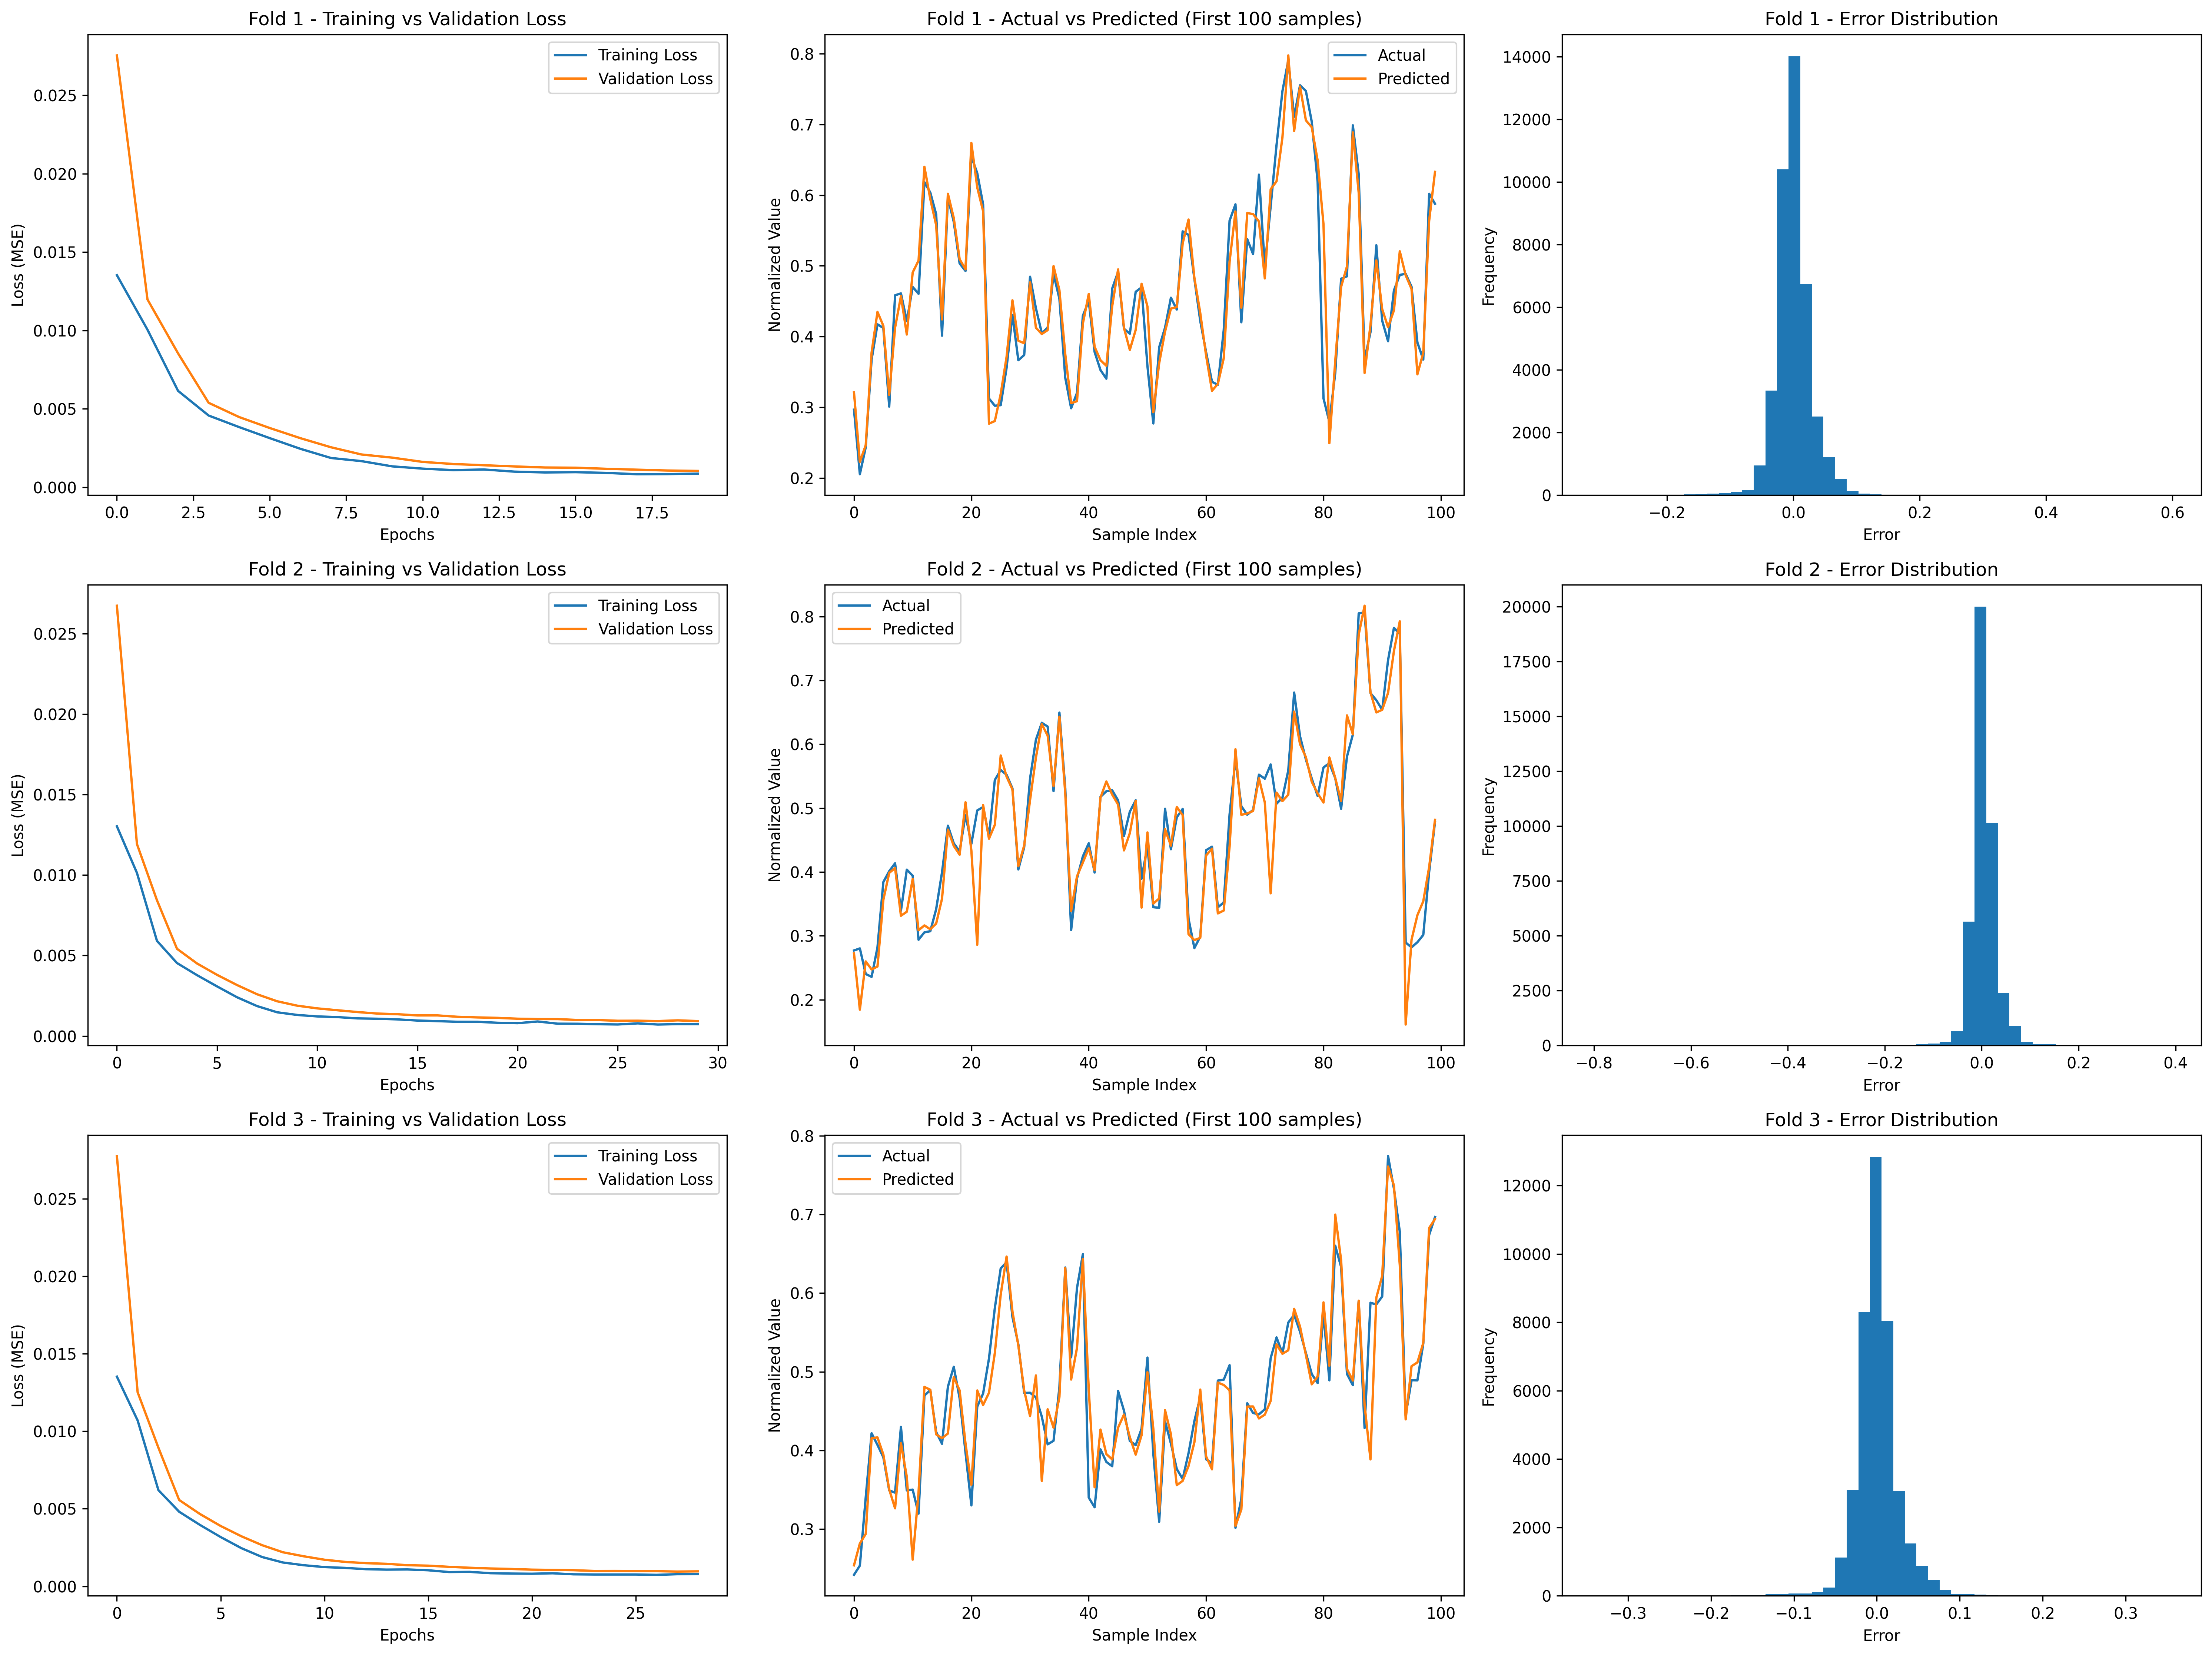 Fold 1 - Training vs Validation Loss
Training Loss
Validation Loss
0.025
0.020
0.015
0.010
0.005
0.000
Loss (MSE)
0.0 2.5 5.0 7.5 10.0 12.5 15.0 17.5
Epochs
Fold 1 - Actual vs Predicted (First 100 samples)
Actual
Predicted
0.8
0.7
0.6
0.5
0.4
0.3
0.2
Normalized Value
0 20 40 60 80 100
Sample Index
Fold 1 - Error Distribution
14000
12000
10000
8000
6000
4000
2000
0
Frequency
−0.2 0.0 0.2 0.4 0.6
Error
Fold 2 - Training vs Validation Loss
Training Loss
Validation Loss
0.025
0.020
0.015
0.010
0.005
0.000
Loss (MSE)
0 5 10 15 20 25 30
Epochs
Fold 2 - Actual vs Predicted (First 100 samples)
Actual
Predicted
0.8
0.7
0.6
0.5
0.4
0.3
0.2
Normalized Value
0 20 40 60 80 100
Sample Index
Fold 2 - Error Distribution
20000
17500
15000
12500
10000
7500
5000
2500
0
Frequency
−0.8 −0.6 −0.4 −0.2 0.0 0.2 0.4
Error
Fold 3 - Training vs Validation Loss
Training Loss
Validation Loss
0.025
0.020
0.015
0.010
0.005
0.000
Loss (MSE)
0 5 10 15 20 25
Epochs
Fold 3 - Actual vs Predicted (First 100 samples)
Actual
Predicted
0.8
0.7
0.6
0.5
0.4
0.3
Normalized Value
0 20 40 60 80 100
Sample Index
Fold 3 - Error Distribution
12000
10000
8000
6000
4000
2000
0
Frequency
−0.3 −0.2 −0.1 0.0 0.1 0.2 0.3
Error